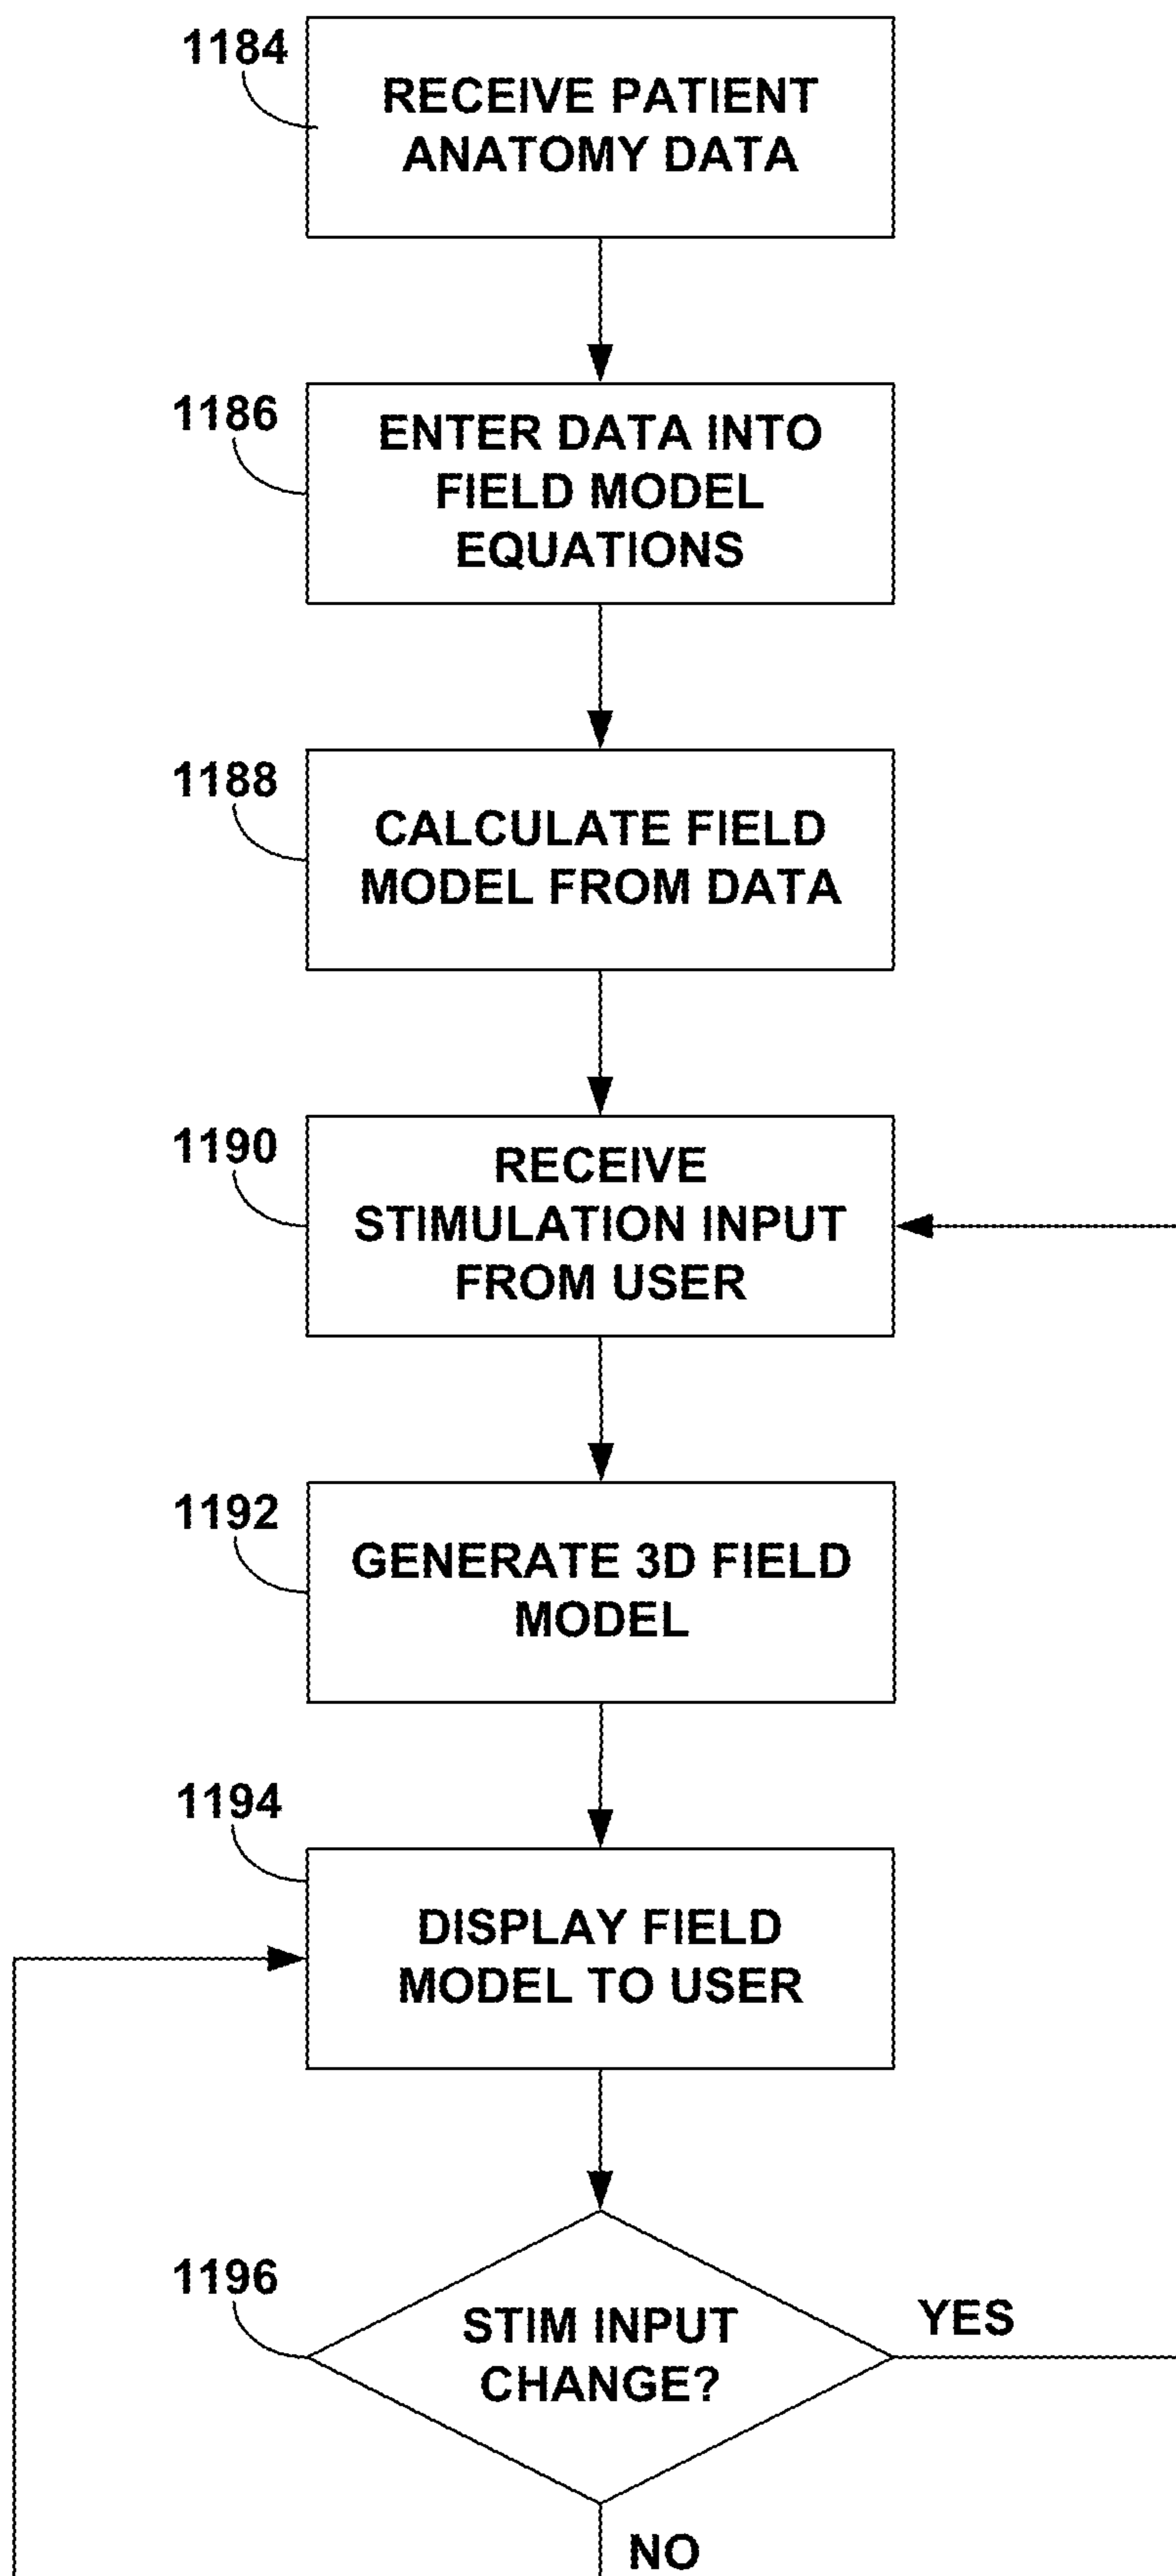 1184
RECEIVE PATIENT
ANATOMY DATA
1186
ENTER DATA INTO
FIELD MODEL
EQUATIONS
1188
CALCULATE FIELD
MODEL FROM DATA
1190
RECEIVE
STIMULATION INPUT
FROM USER
1192
GENERATE 3D FIELD
MODEL
1194
DISPLAY FIELD
MODEL TO USER
1196
STIM INPUT
CHANGE?
YES
NO